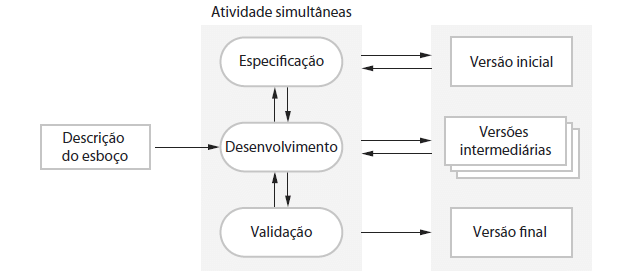 Atividade simultâneas
Especificação
Versão inicial
Descrição
do esboço
Desenvolvimento
Versões
intermediárias
Validação
Versão final